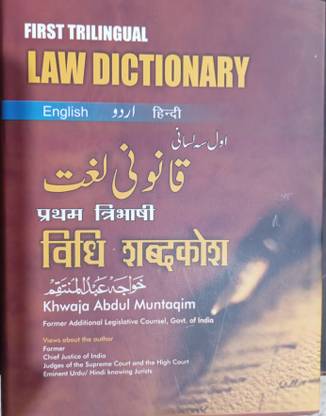 FIRST TRILINGUAL
LAW DICTIONARY
English اردو हिन्दी
اول سہ لسانی
قانونی لغت
प्रथम त्रिभाषी
विधि शब्दकोश
خواجہ عبدالمنتقم
Khwaja Abdul Muntaqim
Former Additional Legislative Counsel, Govt. of India
Views about the author
Former
Chief Justice of India
Judges of the Supreme Court and the High Court
Eminent Urdu/ Hindi knowing Jurists